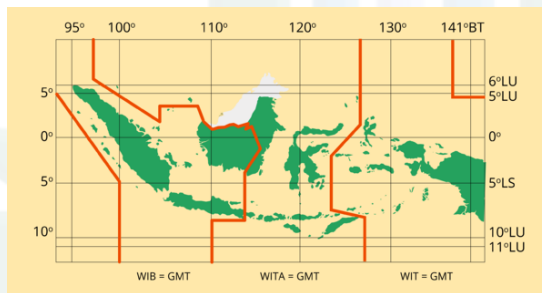 95° 100° 110° 120° 130° 141°BT
5°
6°LU
5°LU
0°
0°
5°
5°LS
10°
10°LU
11°LU
WIB = GMT WITA = GMT WIT = GMT